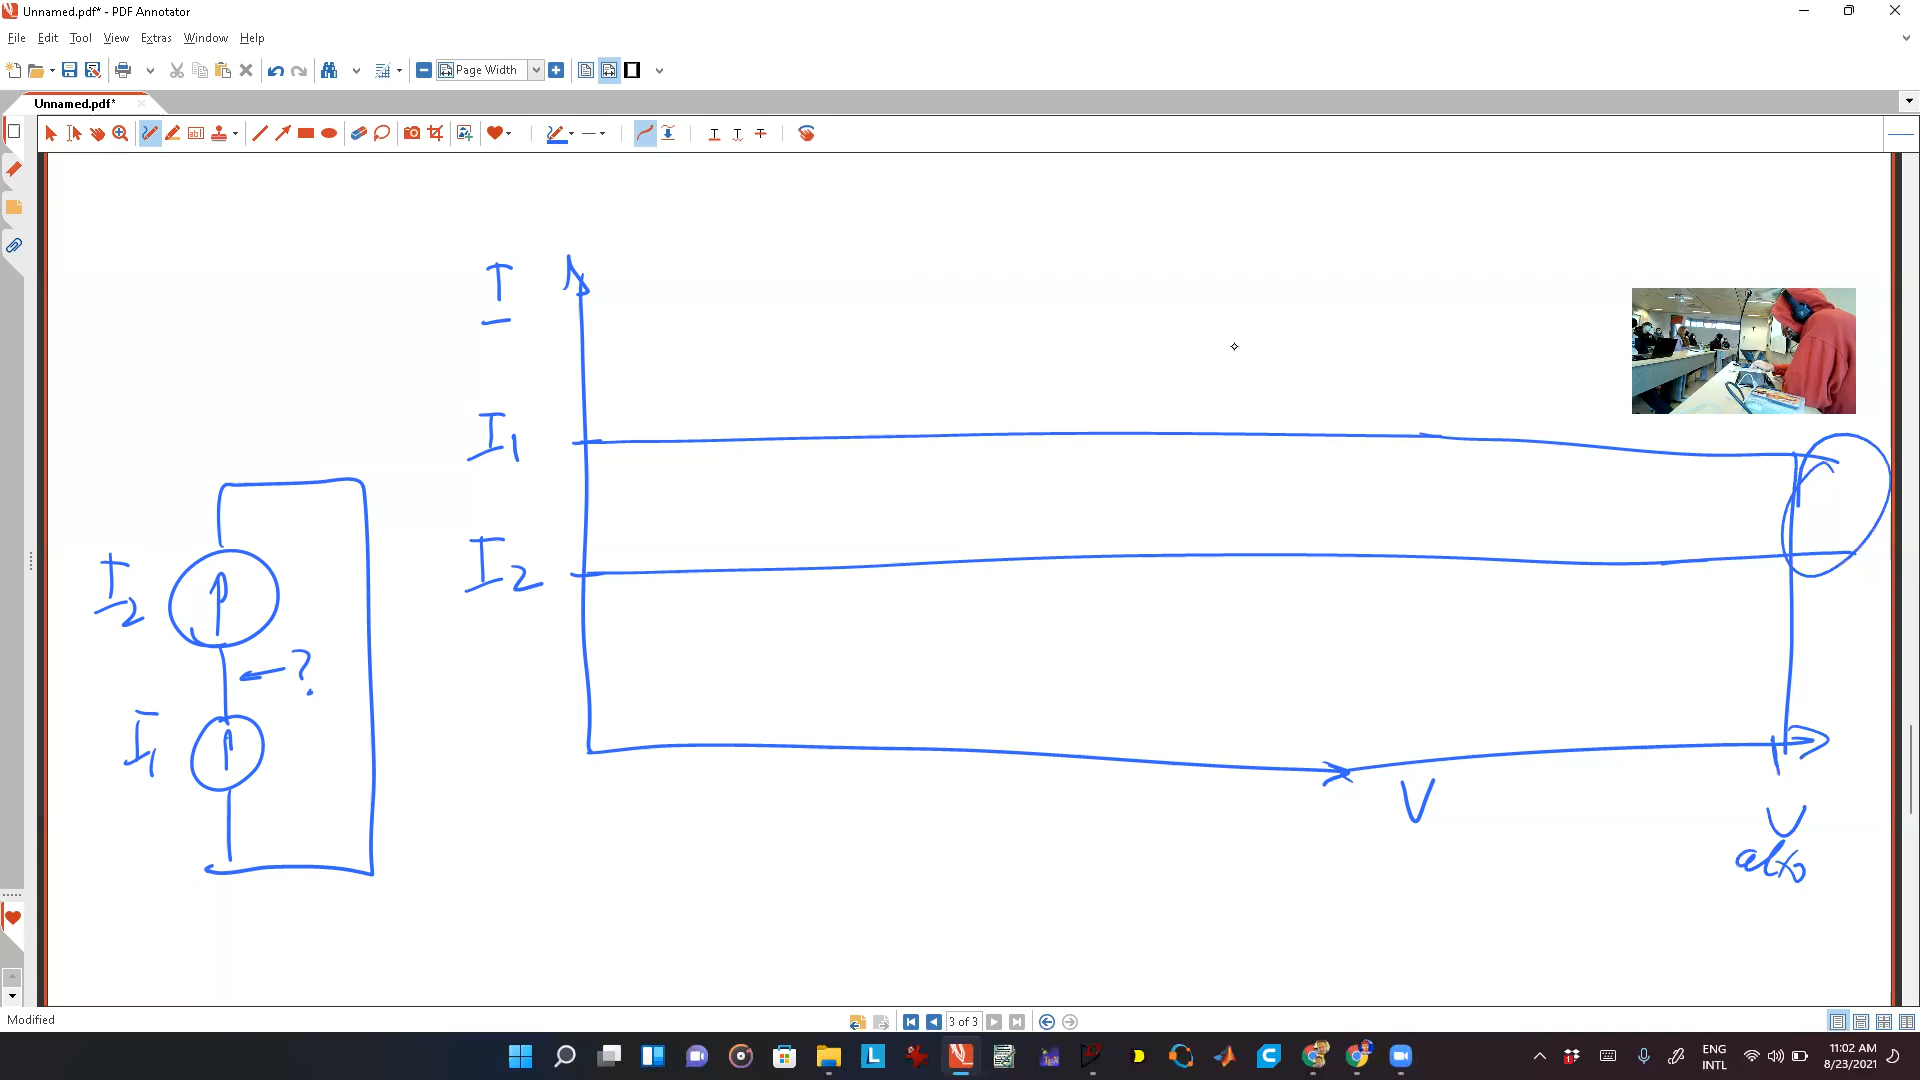 Unnamed.pdf* - PDF Annotator
File Edit Tool View Extras Window Help
Page Width
Unnamed.pdf*
I
I1
I2
I2
?
I1
V
V
alto
Modified
3 of 3
ENG
INTL
11:02 AM
8/23/2021